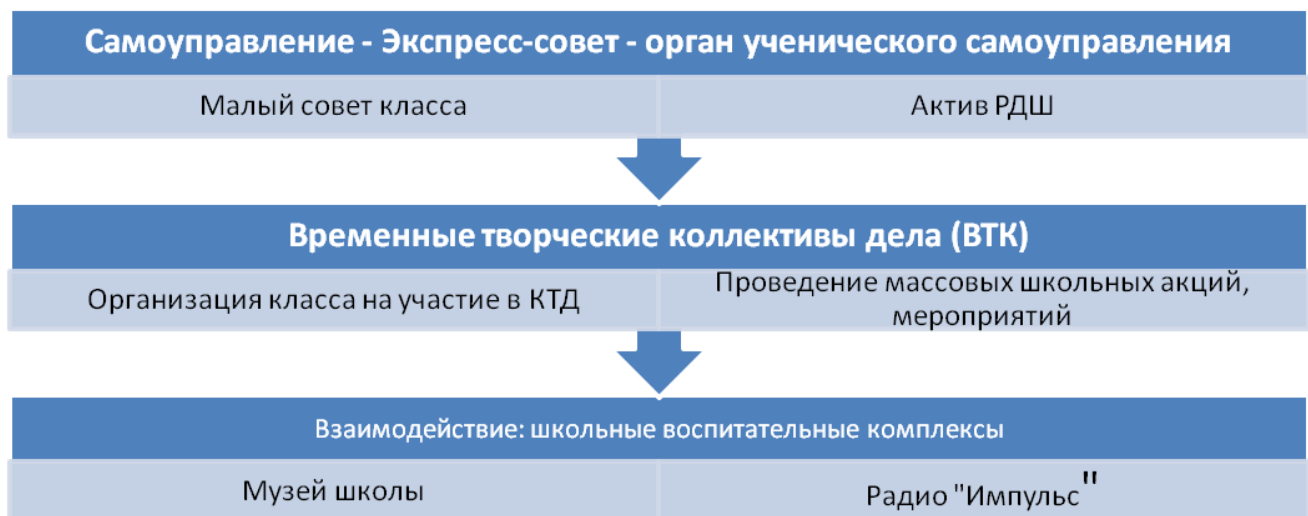 Самоуправление - Экспресс-совет - орган ученического самоуправления
Малый совет класса
Актив РДШ
Временные творческие коллективы дела (ВТК)
Организация класса на участие в КТД
Проведение массовых школьных акций,
мероприятий
Взаимодействие: школьные воспитательные комплексы
Музей школы
Радио "Импульс"